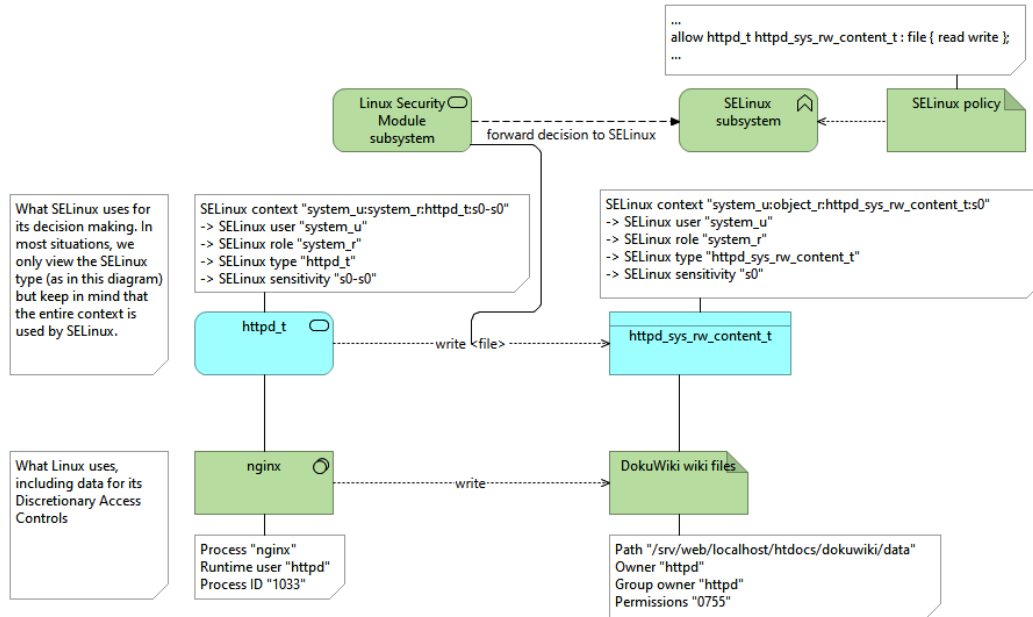 ...
allow httpd_t httpd_sys_rw_content_t : file { read write };
...
Linux Security
Module
subsystem
forward decision to SELinux
SELinux
subsystem
SELinux policy
What SELinux uses for
its decision making. In
most situations, we
only view the SELinux
type (as in this diagram)
but keep in mind that
the entire context is
used by SELinux.
SELinux context "system_u:system_r:httpd_t:s0-s0"
-> SELinux user "system_u"
-> SELinux role "system_r"
-> SELinux type "httpd_t"
-> SELinux sensitivity "s0-s0"
SELinux context "system_u:object_r:httpd_sys_rw_content_t:s0"
-> SELinux user "system_u"
-> SELinux role "system_r"
-> SELinux type "httpd_sys_rw_content_t"
-> SELinux sensitivity "s0"
httpd_t
write <file>
httpd_sys_rw_content_t
What Linux uses,
including data for its
Discretionary Access
Controls
nginx
write
DokuWiki wiki files
Process "nginx"
Runtime user "httpd"
Process ID "1033"
Path "/srv/web/localhost/htdocs/dokuwiki/data"
Owner "httpd"
Group owner "httpd"
Permissions "0755"